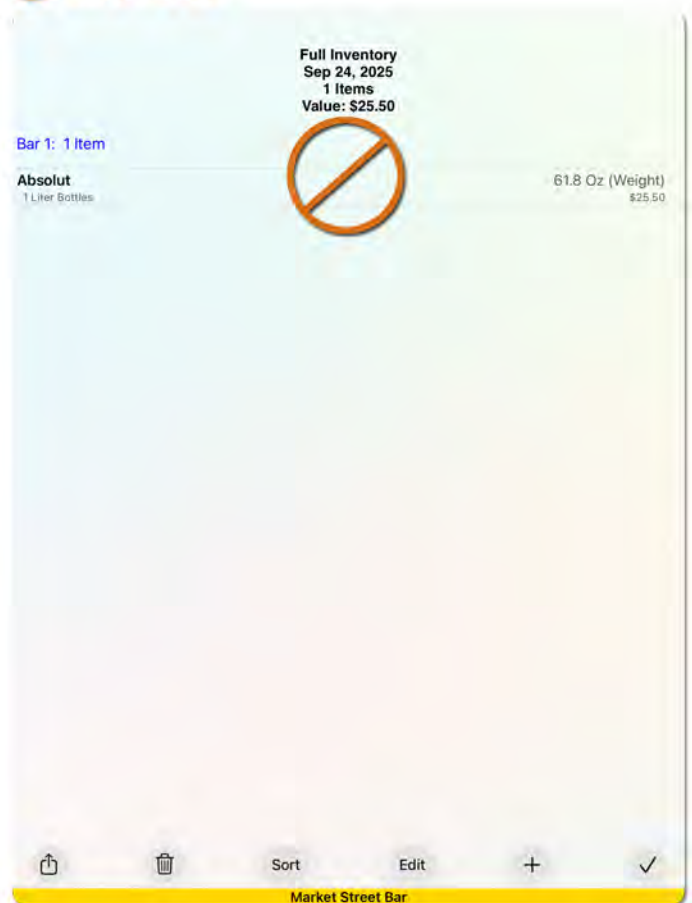 Full Inventory
Sep 24, 2025
1 Items
Value: $25.50
Bar 1: 1 Item
Absolut
61.8 Oz (Weight)
1 Liter Bottles
$25.50
Sort
Edit
Market Street Bar